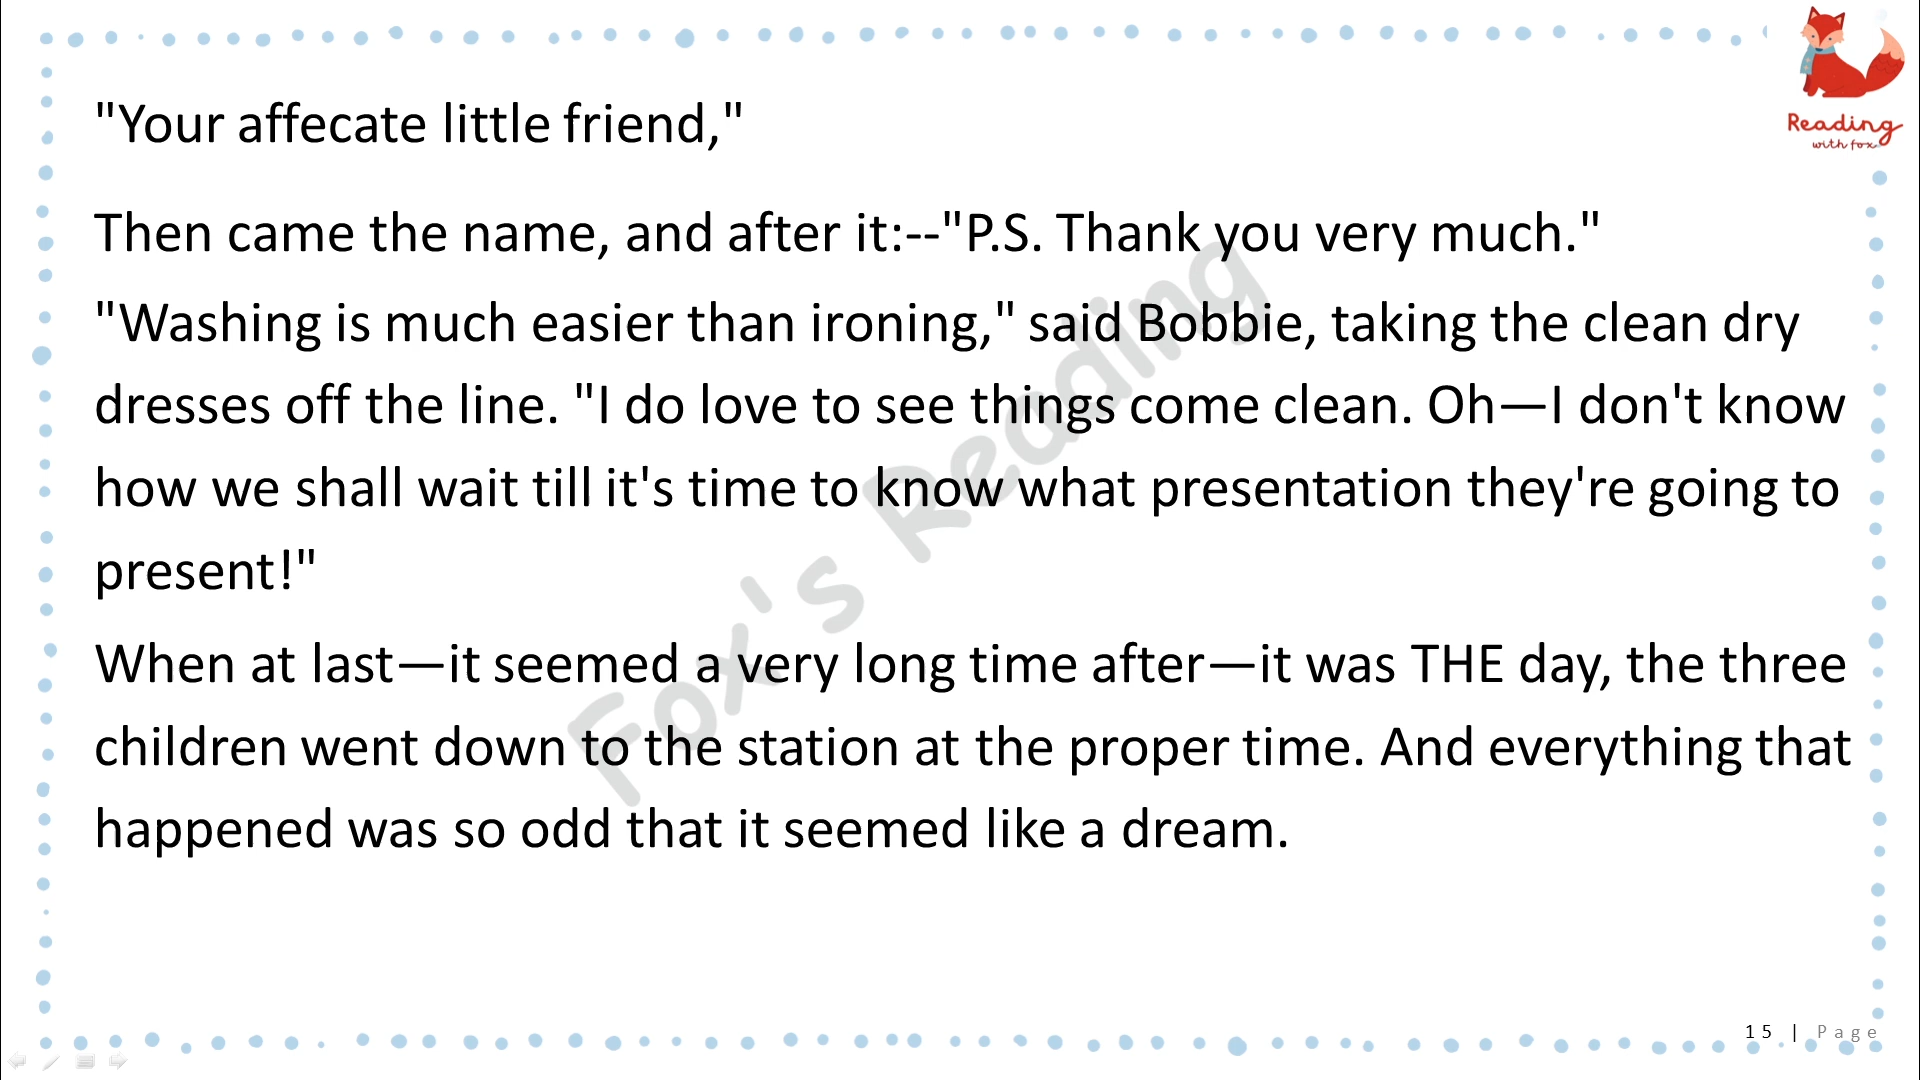 Reading
with fox
"Your affecate little friend,"
Then came the name, and after it:--"P.S. Thank you very much."
"Washing is much easier than ironing," said Bobbie, taking the clean dry
dresses off the line. "I do love to see things come clean. Oh—I don't know
how we shall wait till it's time to know what presentation they're going to
present!"
When at last—it seemed a very long time after—it was THE day, the three
children went down to the station at the proper time. And everything that
happened was so odd that it seemed like a dream.
Fox's Reading
15 | Page